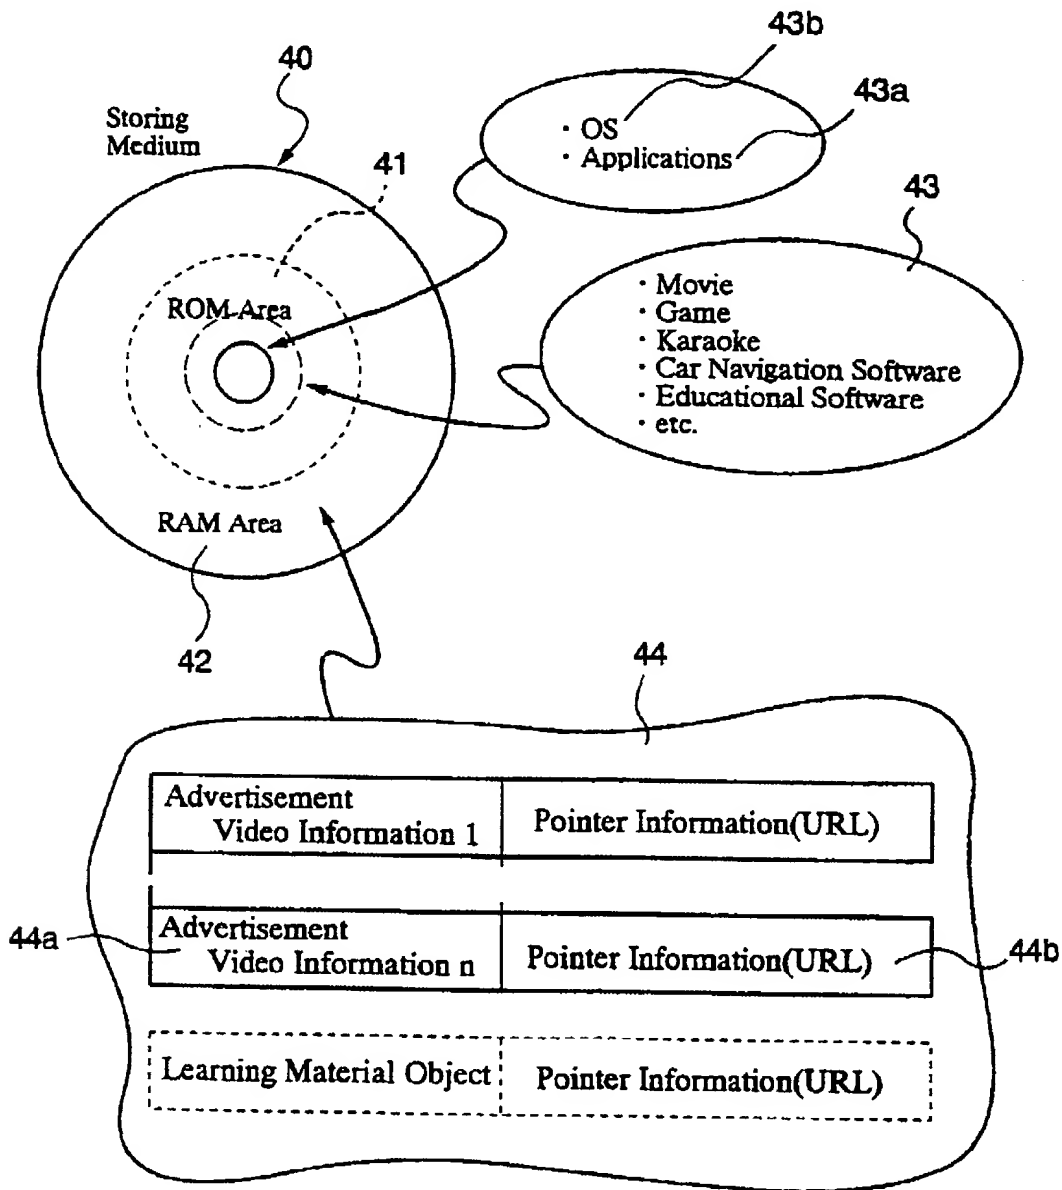 43b
40
43a
Storing
Medium
· OS
· Applications
41
43
ROM Area
· Movie
· Game
· Karaoke
· Car Navigation Software
· Educational Software
· etc.
RAM Area
42
44
Advertisement
Video Information 1
Pointer Information(URL)
44a
Advertisement
Video Information n
Pointer Information(URL)
44b
Learning Material Object
Pointer Information(URL)